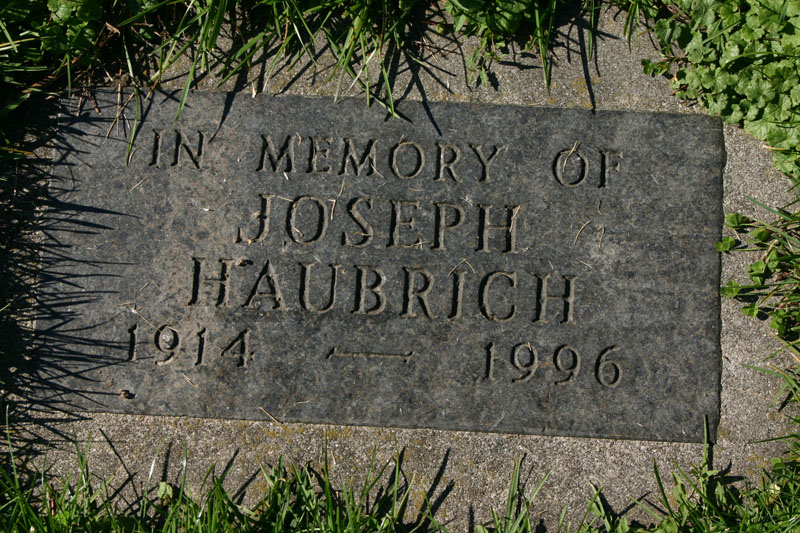 IN MEMORY OF
JOSEPH
HAUBRICH
1914 — 1996